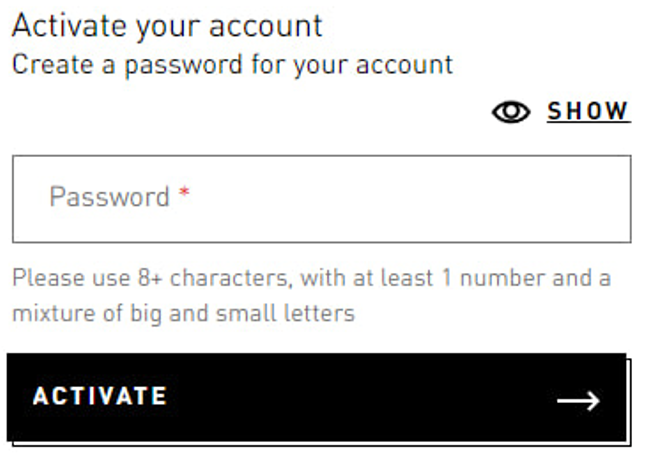 Activate your account
Create a password for your account
SHOW
Password *
Please use 8+ characters, with at least 1 number and a
mixture of big and small letters
ACTIVATE